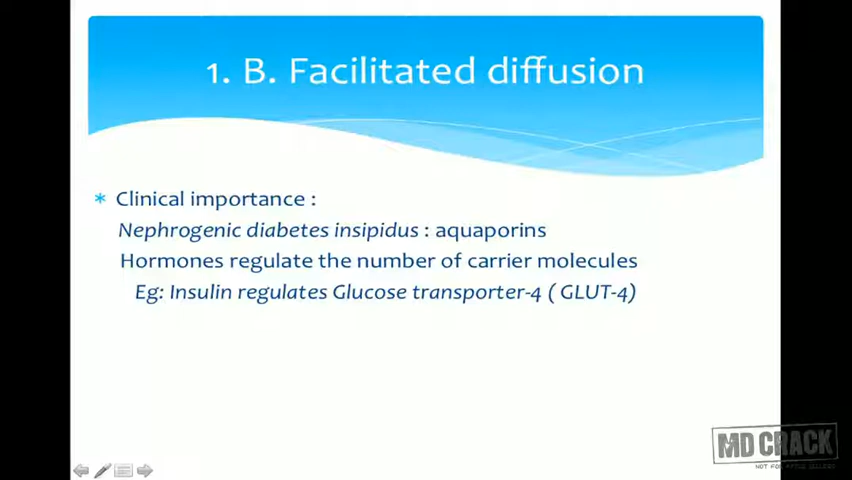 1. B. Facilitated diffusion
* Clinical importance :
Nephrogenic diabetes insipidus : aquaporins
Hormones regulate the number of carrier molecules
Eg: Insulin regulates Glucose transporter-4 ( GLUT-4)
MD CRACK